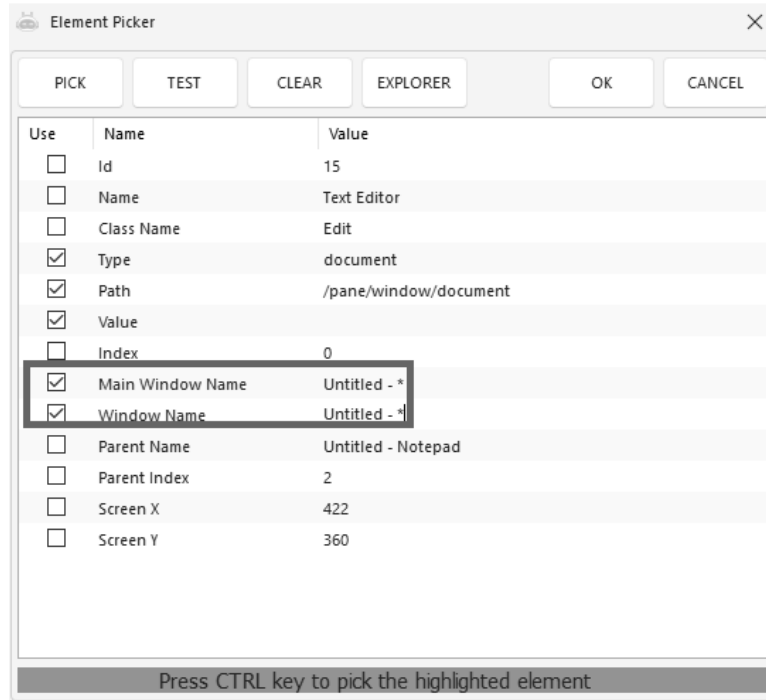 Element Picker
PICK TEST CLEAR EXPLORER OK CANCEL
Use Name Value
Id 15
Name Text Editor
Class Name Edit
Type document
Path /pane/window/document
Value
Index 0
Main Window Name Untitled - *
Window Name Untitled - *
Parent Name Untitled - Notepad
Parent Index 2
Screen X 422
Screen Y 360
Press CTRL key to pick the highlighted element